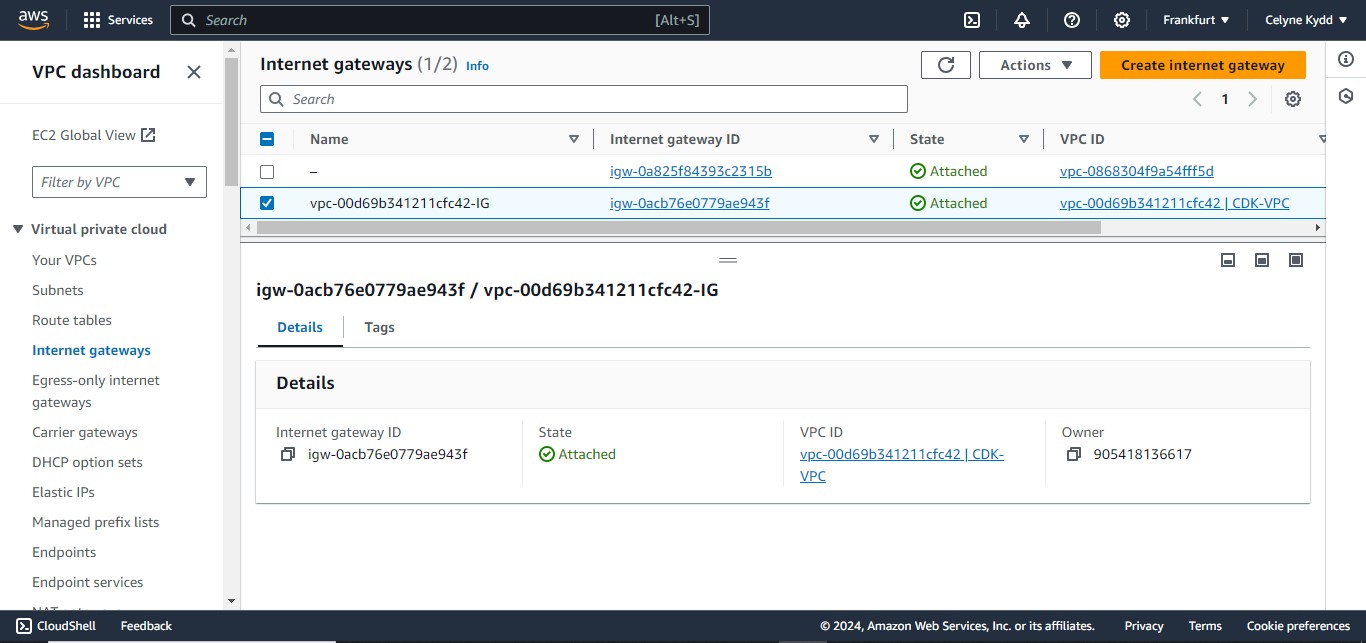 aws
Services
Search [Alt+S]
Frankfurt
Celyne Kydd
VPC dashboard
EC2 Global View
Filter by VPC
Virtual private cloud
Your VPCs
Subnets
Route tables
Internet gateways
Egress-only internet
gateways
Carrier gateways
DHCP option sets
Elastic IPs
Managed prefix lists
Endpoints
Endpoint services
Internet gateways (1/2) Info
Actions
Create internet gateway
Search
1
Name Internet gateway ID State VPC ID
– igw-0a825f84393c2315b Attached vpc-0868304f9a54fff5d
vpc-00d69b341211cfc42-IG igw-0acb76e0779ae943f Attached vpc-00d69b341211cfc42 | CDK-VPC
igw-0acb76e0779ae943f / vpc-00d69b341211cfc42-IG
Details Tags
Details
Internet gateway ID
igw-0acb76e0779ae943f
State
Attached
VPC ID
vpc-00d69b341211cfc42 | CDK-
VPC
Owner
905418136617
CloudShell Feedback © 2024, Amazon Web Services, Inc. or its affiliates. Privacy Terms Cookie preferences